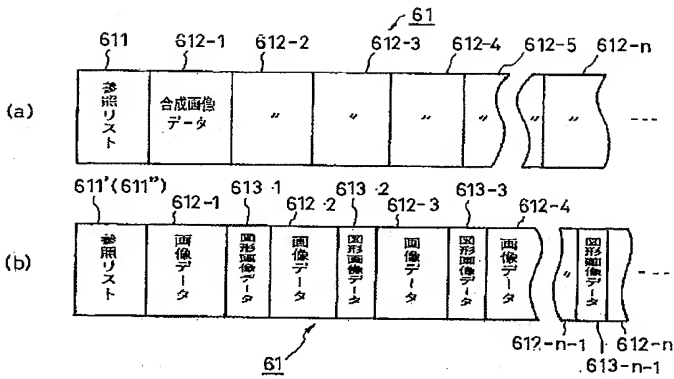 61
611 612-1 612-2 612-3 612-4 612-5 612-n
(a) 参照リスト 合成画像データ 〃 〃 〃 〃 〃 〃 ---
611'(611") 612-1 613-1 612-2 613-2 612-3 613-3 612-4
(b) 参照リスト 画像データ 図形画像データ 画像データ 図形画像データ 画像データ 図形画像データ 画像データ 〃 図形画像データ ---
612-n-1 612-n
613-n-1
61